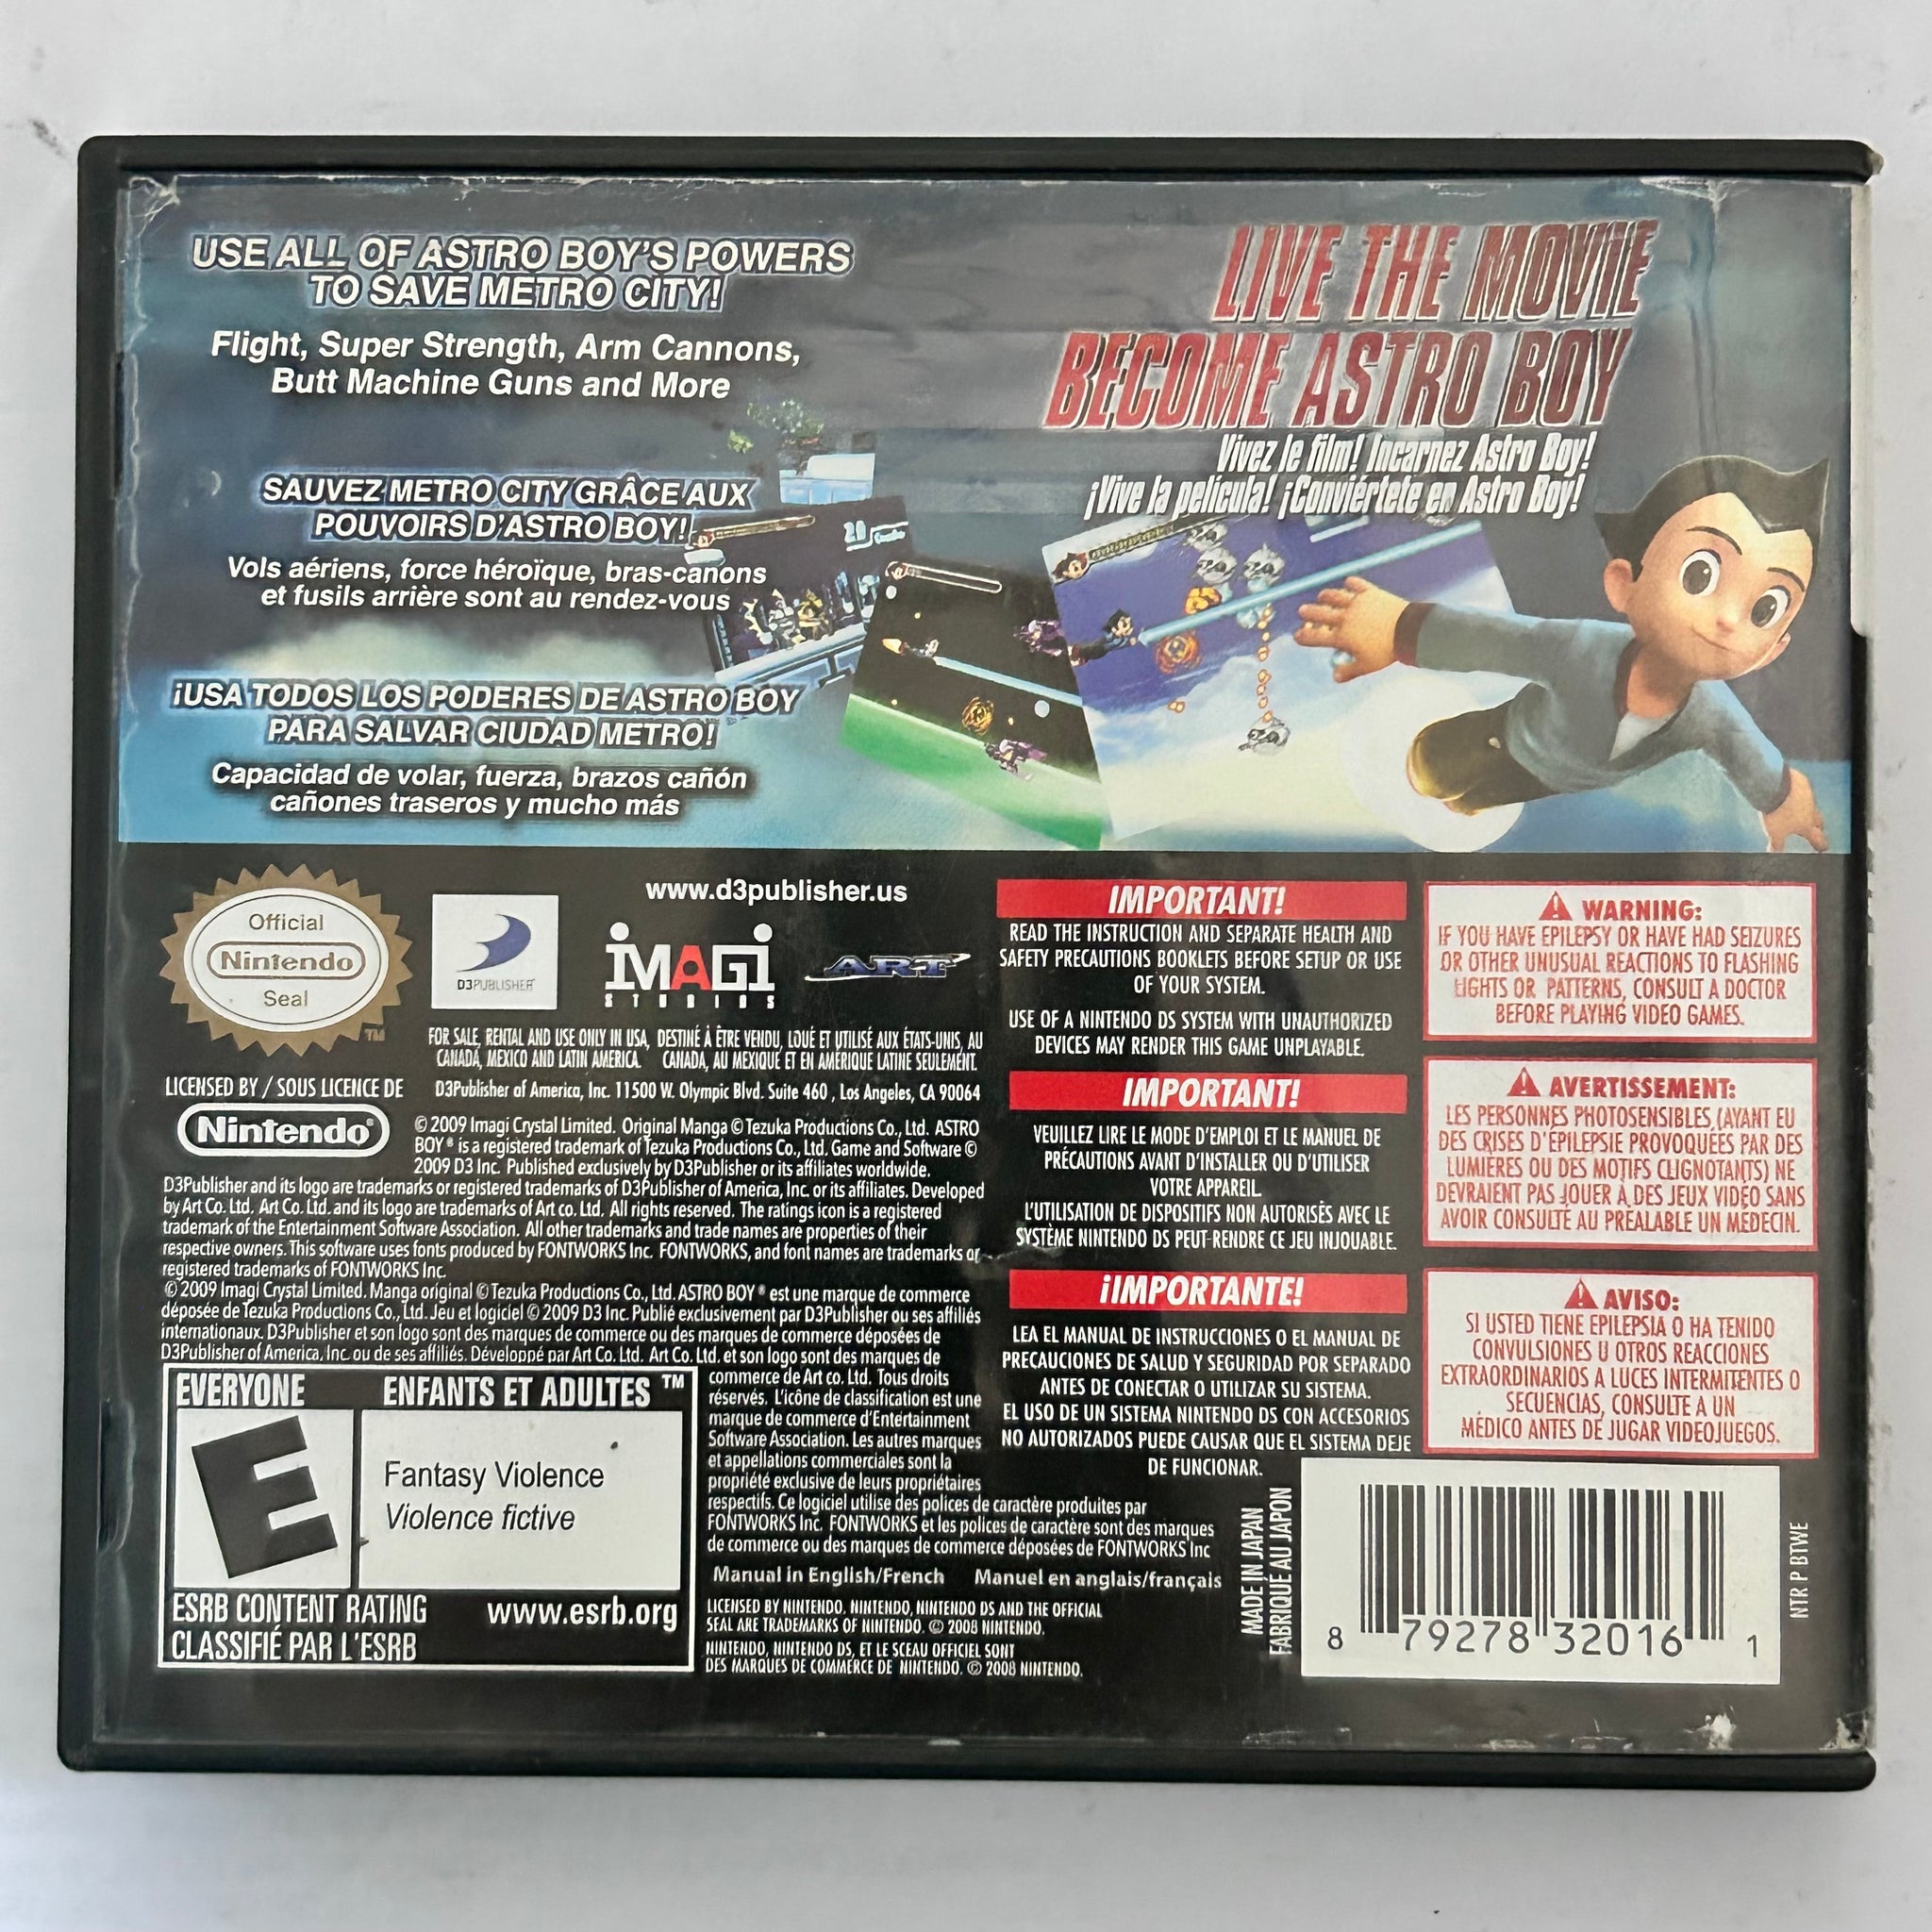 USE ALL OF ASTRO BOY'S POWERS
TO SAVE METRO CITY!
Flight, Super Strength, Arm Cannons,
Butt Machine Guns and More
SAUVEZ METRO CITY GRÂCE AUX
POUVOIRS D'ASTRO BOY!
Vols aériens, force héroïque, bras-canons
et fusils arrière sont au rendez-vous
¡USA TODOS LOS PODERES DE ASTRO BOY
PARA SALVAR CIUDAD METRO!
Capacidad de volar, fuerza, brazos cañón
cañones traseros y mucho más
LIVE THE MOVIE
BECOME ASTRO BOY
Vivez le film! Incarnez Astro Boy!
¡Vive la película! ¡Conviértete en Astro Boy!
20
Official
Nintendo
Seal
TM
D3PUBLISHER
www.d3publisher.us
IMAGI
STUDIOS
ART
FOR SALE, RENTAL AND USE ONLY IN USA,
CANADA, MEXICO AND LATIN AMERICA.
DESTINÉ À ÊTRE VENDU, LOUÉ ET UTILISÉ AUX ÉTATS-UNIS, AU
CANADA, AU MEXIQUE ET EN AMÉRIQUE LATINE SEULEMENT.
LICENSED BY / SOUS LICENCE DE
Nintendo®
D3Publisher of America, Inc. 11500 W. Olympic Blvd. Suite 460 , Los Angeles, CA 90064
© 2009 Imagi Crystal Limited. Original Manga © Tezuka Productions Co., Ltd. ASTRO
BOY ® is a registered trademark of Tezuka Productions Co., Ltd. Game and Software ©
2009 D3 Inc. Published exclusively by D3Publisher or its affiliates worldwide.
D3Publisher and its logo are trademarks or registered trademarks of D3Publisher of America, Inc. or its affiliates. Developed
by Art Co. Ltd. Art Co. Ltd. and its logo are trademarks of Art co. Ltd. All rights reserved. The ratings icon is a registered
trademark of the Entertainment Software Association. All other trademarks and trade names are properties of their
respective owners. This software uses fonts produced by FONTWORKS Inc. FONTWORKS, and font names are trademarks or
registered trademarks of FONTWORKS Inc.
© 2009 Imagi Crystal Limited. Manga original © Tezuka Productions Co., Ltd. ASTRO BOY ® est une marque de commerce
déposée de Tezuka Productions Co., Ltd. Jeu et logiciel © 2009 D3 Inc. Publié exclusivement par D3Publisher ou ses affiliés
internationaux. D3Publisher et son logo sont des marques de commerce ou des marques de commerce déposées de
D3Publisher of America, Inc. ou de ses affiliés. Développé par Art Co. Ltd. Art Co. Ltd. et son logo sont des marques de
commerce de Art co. Ltd. Tous droits
réservés. L'icône de classification est une
marque de commerce d'Entertainment
Software Association. Les autres marques
et appellations commerciales sont la
propriété exclusive de leurs propriétaires
respectifs. Ce logiciel utilise des polices de caractère produites par
FONTWORKS Inc. FONTWORKS et les polices de caractère sont des marques
de commerce ou des marques de commerce déposées de FONTWORKS Inc
Manual in English/French Manuel en anglais/français
LICENSED BY NINTENDO. NINTENDO, NINTENDO DS AND THE OFFICIAL
SEAL ARE TRADEMARKS OF NINTENDO. © 2008 NINTENDO.
NINTENDO, NINTENDO DS, ET LE SCEAU OFFICIEL SONT
DES MARQUES DE COMMERCE DE NINTENDO. © 2008 NINTENDO.
EVERYONE ENFANTS ET ADULTES ™
E
Fantasy Violence
Violence fictive
ESRB CONTENT RATING www.esrb.org
CLASSIFIÉ PAR L'ESRB
IMPORTANT!
READ THE INSTRUCTION AND SEPARATE HEALTH AND
SAFETY PRECAUTIONS BOOKLETS BEFORE SETUP OR USE
OF YOUR SYSTEM.
USE OF A NINTENDO DS SYSTEM WITH UNAUTHORIZED
DEVICES MAY RENDER THIS GAME UNPLAYABLE.
IMPORTANT!
VEUILLEZ LIRE LE MODE D'EMPLOI ET LE MANUEL DE
PRÉCAUTIONS AVANT D'INSTALLER OU D'UTILISER
VOTRE APPAREIL.
L'UTILISATION DE DISPOSITIFS NON AUTORISÉS AVEC LE
SYSTÈME NINTENDO DS PEUT RENDRE CE JEU INJOUABLE.
¡IMPORTANTE!
LEA EL MANUAL DE INSTRUCCIONES O EL MANUAL DE
PRECAUCIONES DE SALUD Y SEGURIDAD POR SEPARADO
ANTES DE CONECTAR O UTILIZAR SU SISTEMA.
EL USO DE UN SISTEMA NINTENDO DS CON ACCESORIOS
NO AUTORIZADOS PUEDE CAUSAR QUE EL SISTEMA DEJE
DE FUNCIONAR.
WARNING:
IF YOU HAVE EPILEPSY OR HAVE HAD SEIZURES
OR OTHER UNUSUAL REACTIONS TO FLASHING
LIGHTS OR PATTERNS, CONSULT A DOCTOR
BEFORE PLAYING VIDEO GAMES.
AVERTISSEMENT:
LES PERSONNES PHOTOSENSIBLES (AYANT EU
DES CRISES D'ÉPILEPSIE PROVOQUÉES PAR DES
LUMIÈRES OU DES MOTIFS CLIGNOTANTS) NE
DEVRAIENT PAS JOUER À DES JEUX VIDÉO SANS
AVOIR CONSULTÉ AU PRÉALABLE UN MÉDECIN.
AVISO:
SI USTED TIENE EPILEPSIA O HA TENIDO
CONVULSIONES U OTROS REACCIONES
EXTRAORDINARIOS A LUCES INTERMITENTES O
SECUENCIAS, CONSULTE A UN
MÉDICO ANTES DE JUGAR VIDEOJUEGOS.
MADE IN JAPAN
FABRIQUÉ AU JAPON
8 79278 32016 1
NTR P BTWE